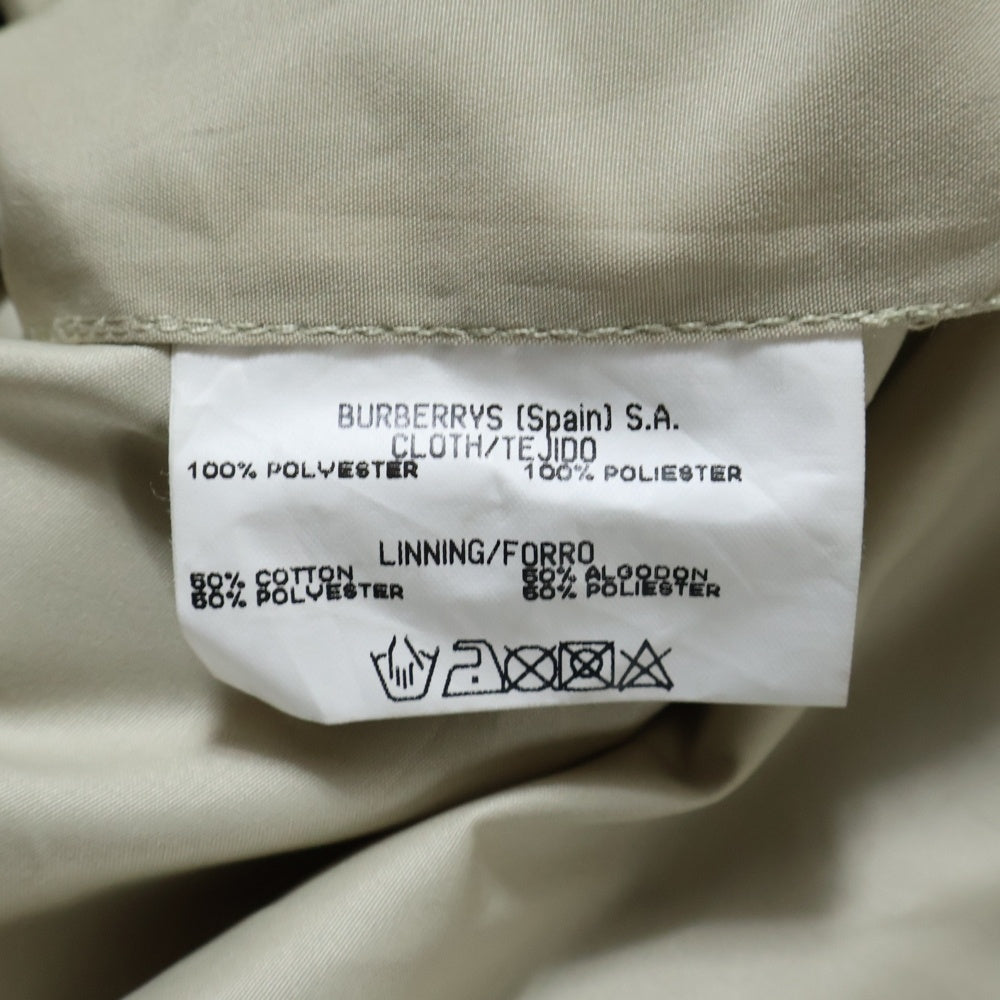 BURBERRYS (Spain) S.A.
CLOTH/TEJIDO
100% POLYESTER 100% POLIESTER
LINNING/FORRO
50% COTTON 50% ALGODON
50% POLYESTER 50% POLIESTER